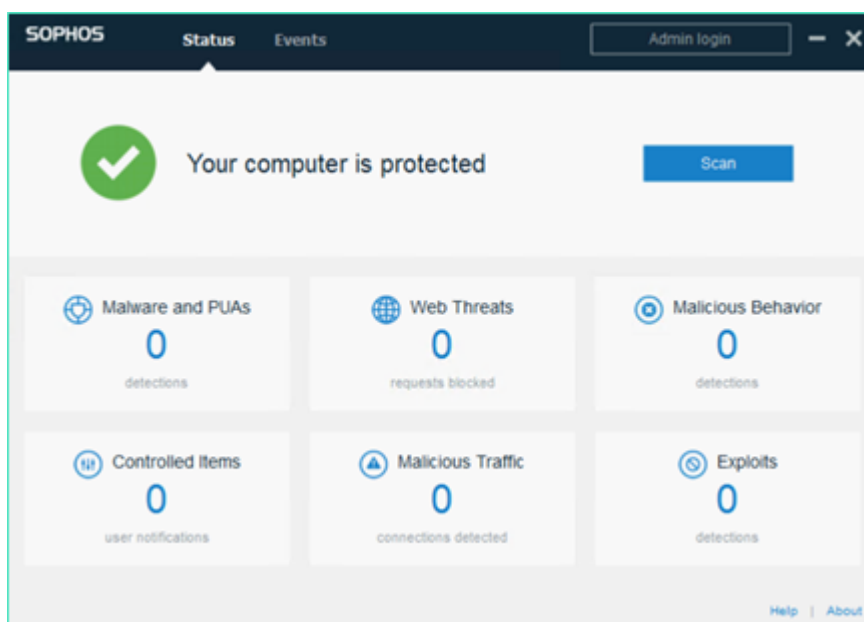 SOPHOS Status Events Admin login
Your computer is protected Scan
Malware and PUAs Web Threats Malicious Behavior
0 0 0
detections requests blocked detections
Controlled Items Malicious Traffic Exploits
0 0 0
user notifications connections detected detections
Help | About